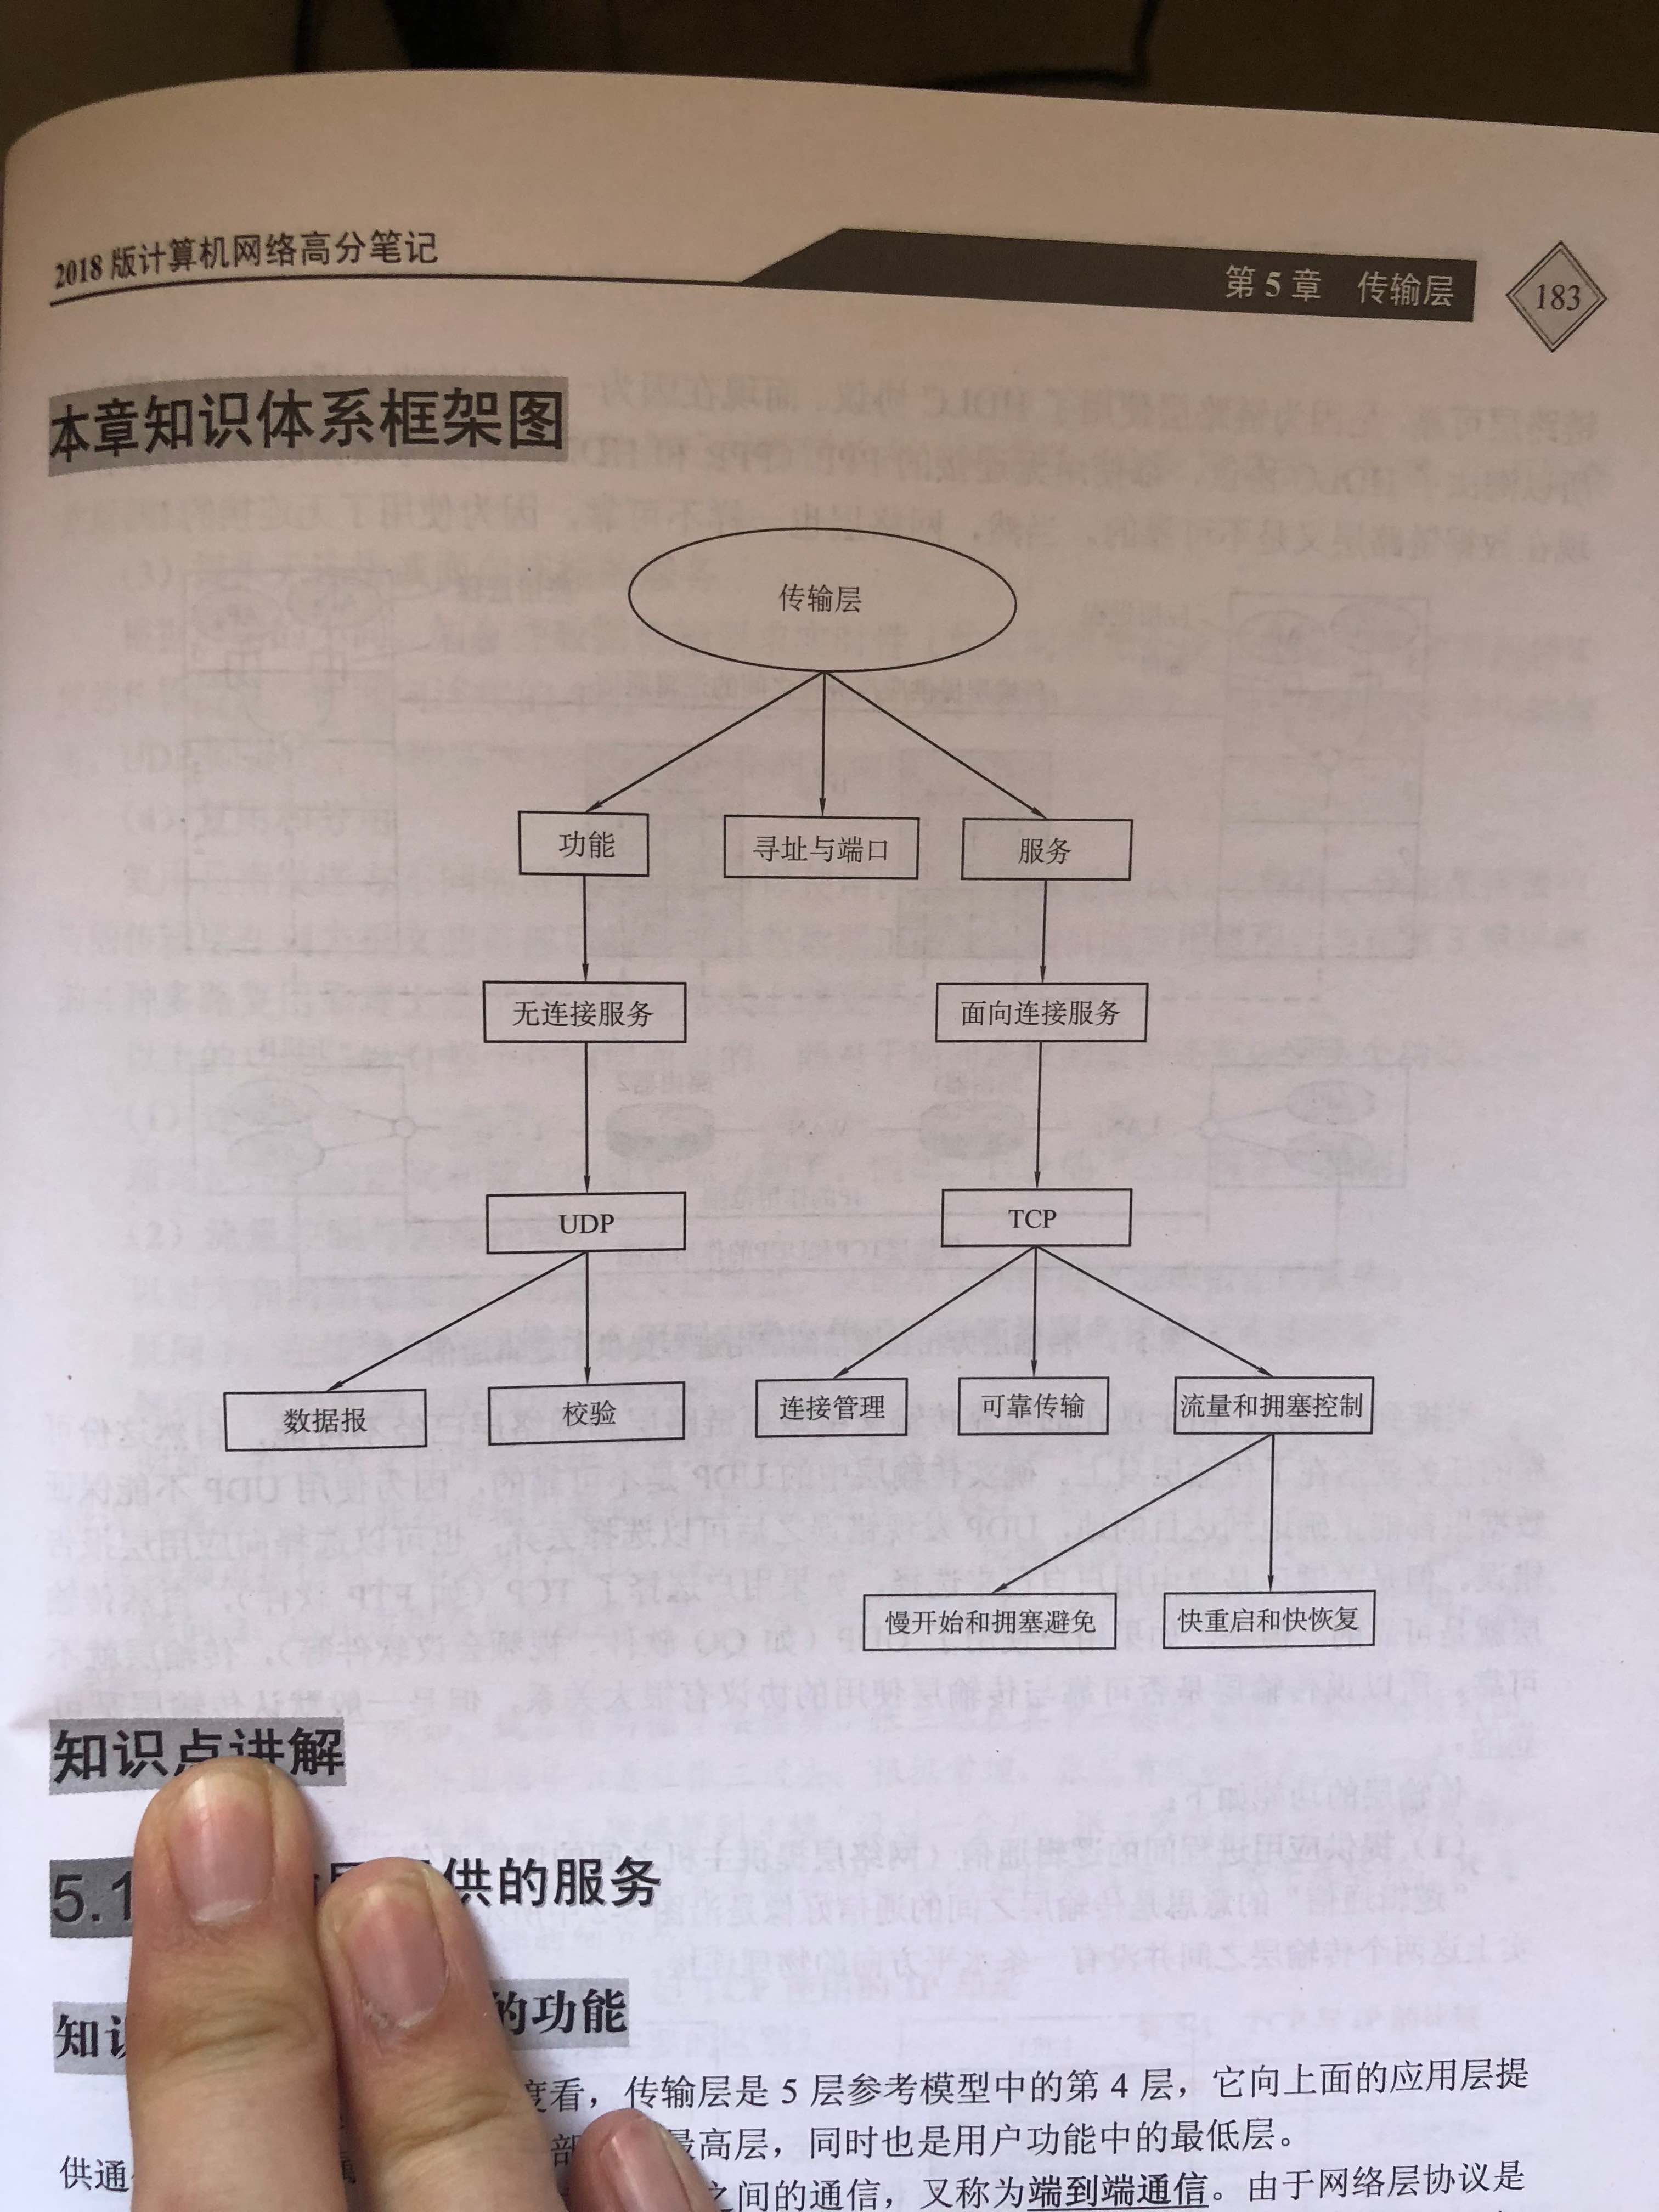 2018版计算机网络高分笔记
第5章 传输层
183
本章知识体系框架图
传输层
功能 寻址与端口 服务
无连接服务 面向连接服务
UDP TCP
数据报 校验 连接管理 可靠传输 流量和拥塞控制
慢开始和拥塞避免 快重启和快恢复
知识点讲解
5.1 供的服务
知识 的功能
度看，传输层是5层参考模型中的第4层，它向上面的应用层提
供通 部 最高层，同时也是用户功能中的最低层。
之间的通信，又称为端到端通信。由于网络层协议是